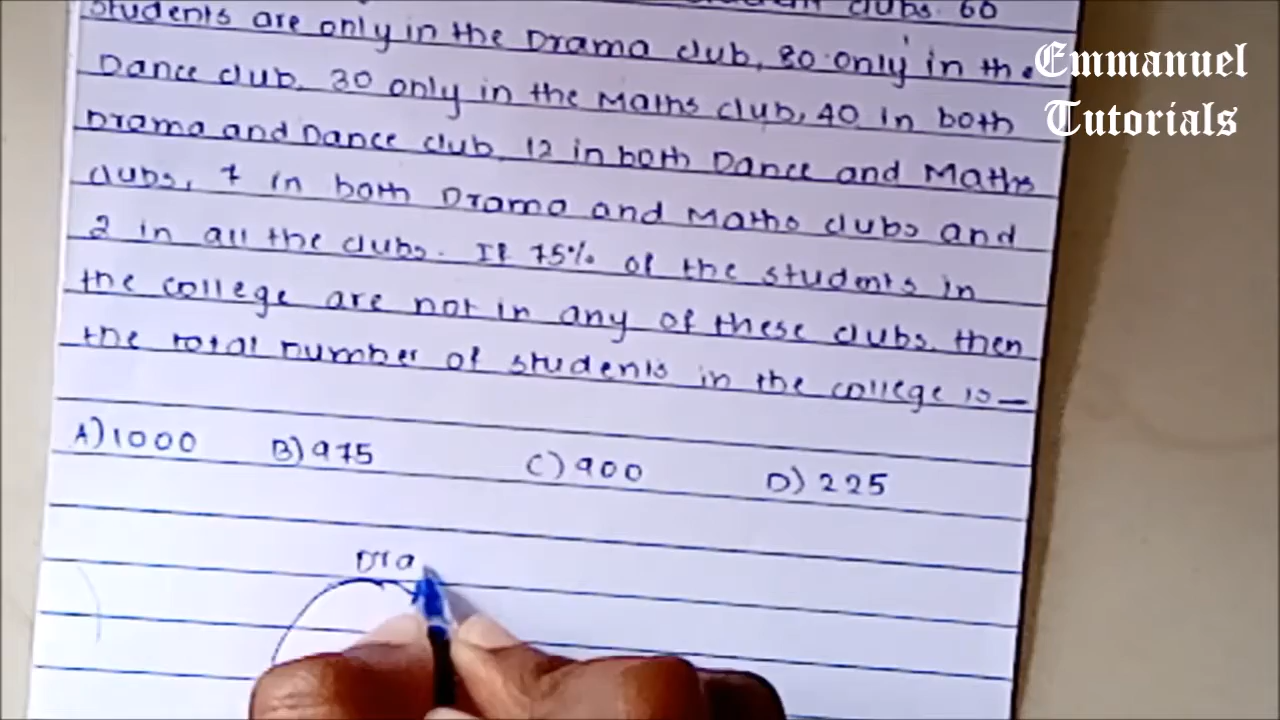 clubs. 60
students are only in the Drama club, 80 only in the
Dance club, 30 only in the Maths club, 40 in both
Drama and Dance club, 12 in both Dance and Maths
clubs, 7 in both Drama and Maths clubs and
2 in all the clubs. If 75% of the students in
the college are not in any of these clubs, then
the total number of students in the college is —
A) 1000 B) 975 C) 900 D) 225
Dra
Emmanuel
Tutorials